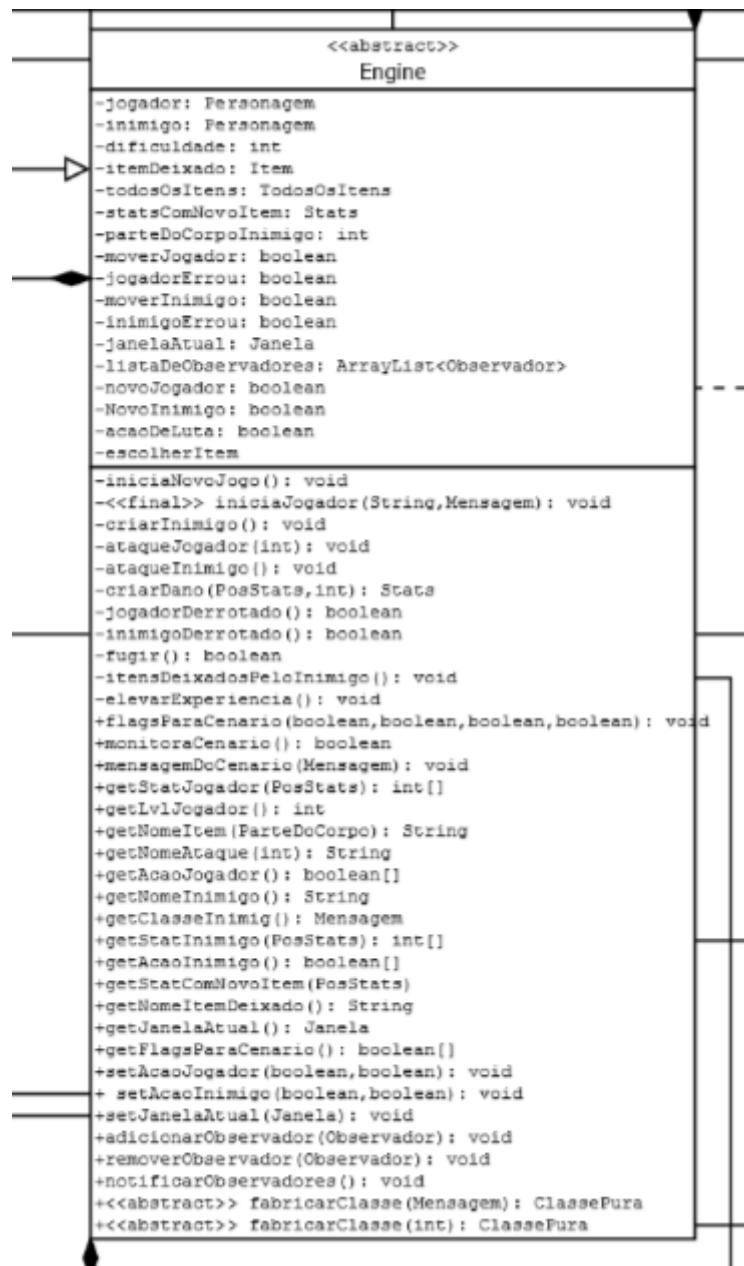 <<abstract>>
Engine
-jogador: Personagem
-inimigo: Personagem
-dificuldade: int
-itemDeixado: Item
-todosOsItens: TodosOsItens
-statsComNovoItem: Stats
-parteDoCorpoInimigo: int
-moverJogador: boolean
-jogadorErrou: boolean
-moverInimigo: boolean
-inimigoErrou: boolean
-janelaAtual: Janela
-listaDeObservadores: ArrayList<Observador>
-novoJogador: boolean
-NovoInimigo: boolean
-acaoDeLuta: boolean
-escolherItem
-iniciaNovoJogo(): void
-<<final>> iniciaJogador(String,Mensagem): void
-criarInimigo(): void
-ataqueJogador(int): void
-ataqueInimigo(): void
-criarDano(PosStats,int): Stats
-jogadorDerrotado(): boolean
-inimigoDerrotado(): boolean
-fugir(): boolean
-itensDeixadosPeloInimigo(): void
-elevarExperiencia(): void
+flagsParaCenario(boolean,boolean,boolean,boolean): void
+monitoraCenario(): boolean
+mensagemDoCenario(Mensagem): void
+getStatJogador(PosStats): int[]
+getLvlJogador(): int
+getNomeItem(ParteDoCorpo): String
+getNomeAtaque(int): String
+getAcaoJogador(): boolean[]
+getNomeInimigo(): String
+getClasseInimig(): Mensagem
+getStatInimigo(PosStats): int[]
+getAcaoInimigo(): boolean[]
+getStatComNovoItem(PosStats)
+getNomeItemDeixado(): String
+getJanelaAtual(): Janela
+getFlagsParaCenario(): boolean[]
+setAcaoJogador(boolean,boolean): void
+ setAcaoInimigo(boolean,boolean): void
+setJanelaAtual(Janela): void
+adicionarObservador(Observador): void
+removerObservador(Observador): void
+notificarObservadores(): void
+<<abstract>> fabricarClasse(Mensagem): ClassePura
+<<abstract>> fabricarClasse(int): ClassePura